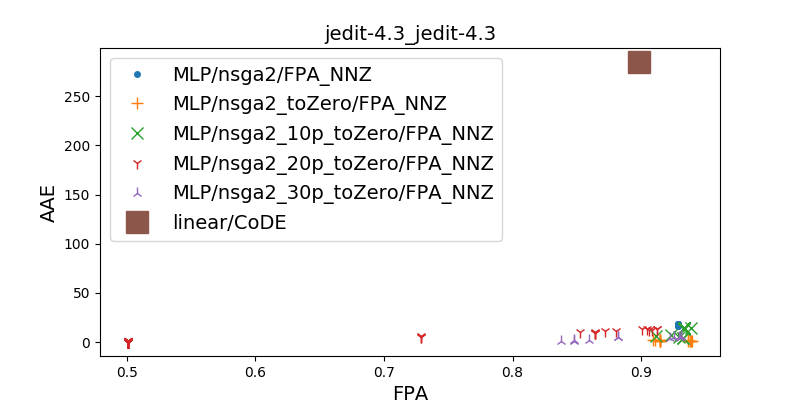 jedit-4.3_jedit-4.3
MLP/nsga2/FPA_NNZ
MLP/nsga2_toZero/FPA_NNZ
MLP/nsga2_10p_toZero/FPA_NNZ
MLP/nsga2_20p_toZero/FPA_NNZ
MLP/nsga2_30p_toZero/FPA_NNZ
linear/CoDE
AAE
250
200
150
100
50
0
0.5 0.6 0.7 0.8 0.9
FPA